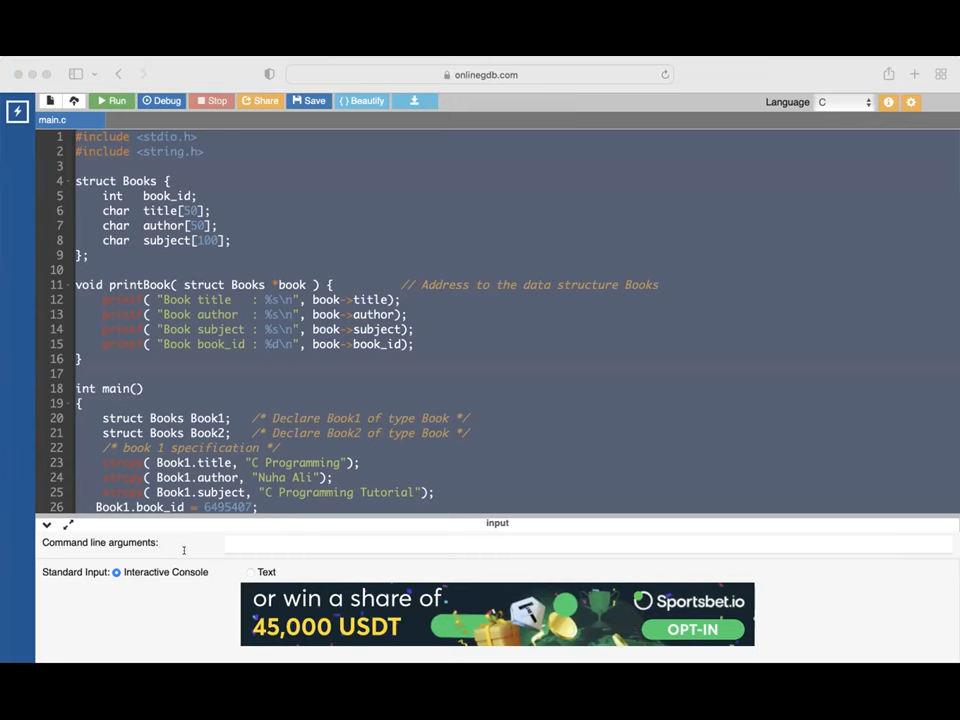 onlinegdb.com
Run Debug Stop Share Save { } Beautify Language C
main.c
1 #include <stdio.h>
2 #include <string.h>
3
4 struct Books {
5 int book_id;
6 char title[50];
7 char author[50];
8 char subject[100];
9 };
10
11 void printBook( struct Books *book ) { // Address to the data structure Books
12 printf( "Book title : %s\n", book->title);
13 printf( "Book author : %s\n", book->author);
14 printf( "Book subject : %s\n", book->subject);
15 printf( "Book book_id : %d\n", book->book_id);
16 }
17
18 int main()
19 {
20 struct Books Book1; /* Declare Book1 of type Book */
21 struct Books Book2; /* Declare Book2 of type Book */
22 /* book 1 specification */
23 strcpy( Book1.title, "C Programming");
24 strcpy( Book1.author, "Nuha Ali");
25 strcpy( Book1.subject, "C Programming Tutorial");
26 Book1.book_id = 6495407;
input
Command line arguments:
Standard Input: Interactive Console Text
or win a share of
45,000 USDT
Sportsbet.io
OPT-IN